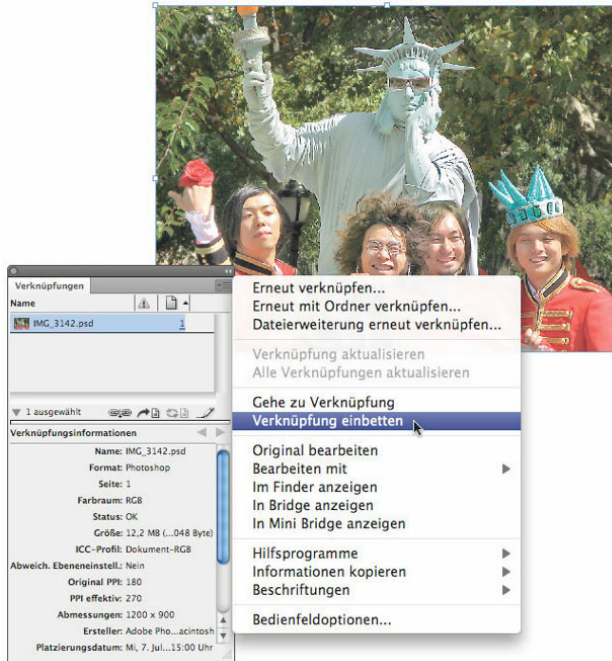 Verknüpfungen
Name
IMG_3142.psd 1
1 ausgewählt
Verknüpfungsinformationen
Name: IMG_3142.psd
Format: Photoshop
Seite: 1
Farbraum: RGB
Status: OK
Größe: 12,2 MB (...048 Byte)
ICC-Profil: Dokument-RGB
Abweich. Ebeneneinstell.: Nein
Original PPI: 180
PPI effektiv: 270
Abmessungen: 1200 x 900
Ersteller: Adobe Pho...acintosh
Platzierungsdatum: Mi, 7. Jul...15:00 Uhr
Erneut verknüpfen...
Erneut mit Ordner verknüpfen...
Dateierweiterung erneut verknüpfen...
Verknüpfung aktualisieren
Alle Verknüpfungen aktualisieren
Gehe zu Verknüpfung
Verknüpfung einbetten
Original bearbeiten
Bearbeiten mit
Im Finder anzeigen
In Bridge anzeigen
In Mini Bridge anzeigen
Hilfsprogramme
Informationen kopieren
Beschriftungen
Bedienfeldoptionen...